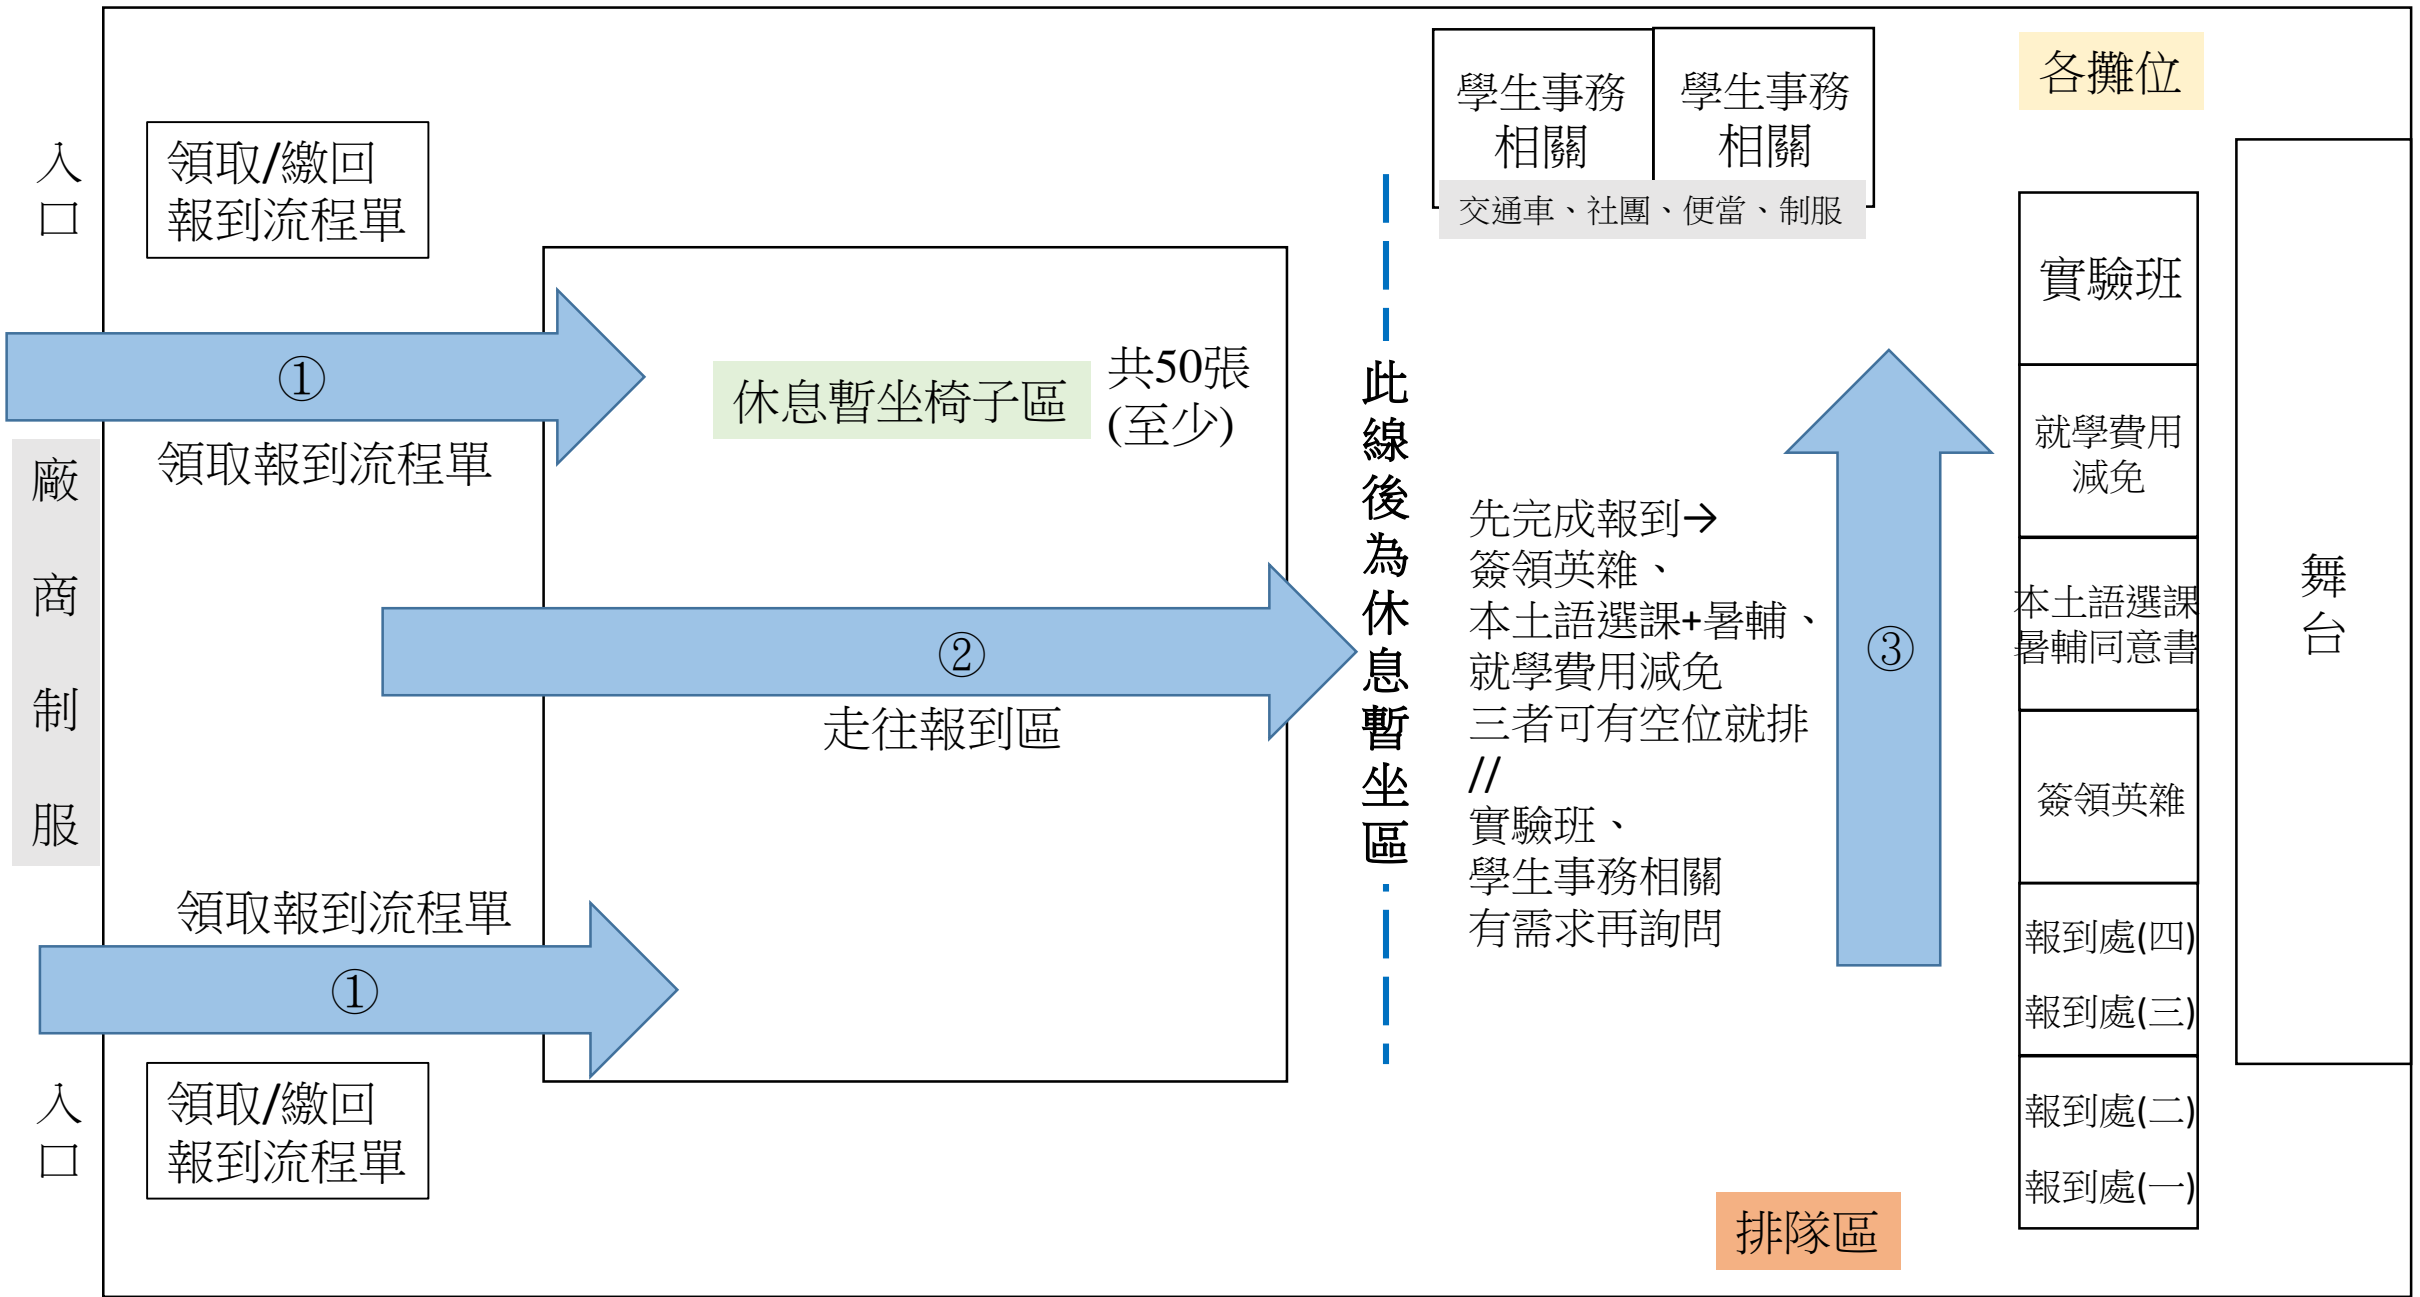 入
口
領取/繳回
報到流程單
①
領取報到流程單
廠
商
制
服
領取報到流程單
①
入
口
領取/繳回
報到流程單
休息暫坐椅子區
共50張
(至少)
②
走往報到區
此
線
後
為
休
息
暫
坐
區
學生事務
相關
學生事務
相關
交通車、社團、便當、制服
先完成報到→
簽領英雜、
本土語選課+暑輔、
就學費用減免
三者可有空位就排
//
實驗班、
學生事務相關
有需求再詢問
③
排隊區
各攤位
實驗班
就學費用
減免
本土語選課
暑輔同意書
簽領英雜
報到處(四)
報到處(三)
報到處(二)
報到處(一)
舞
台